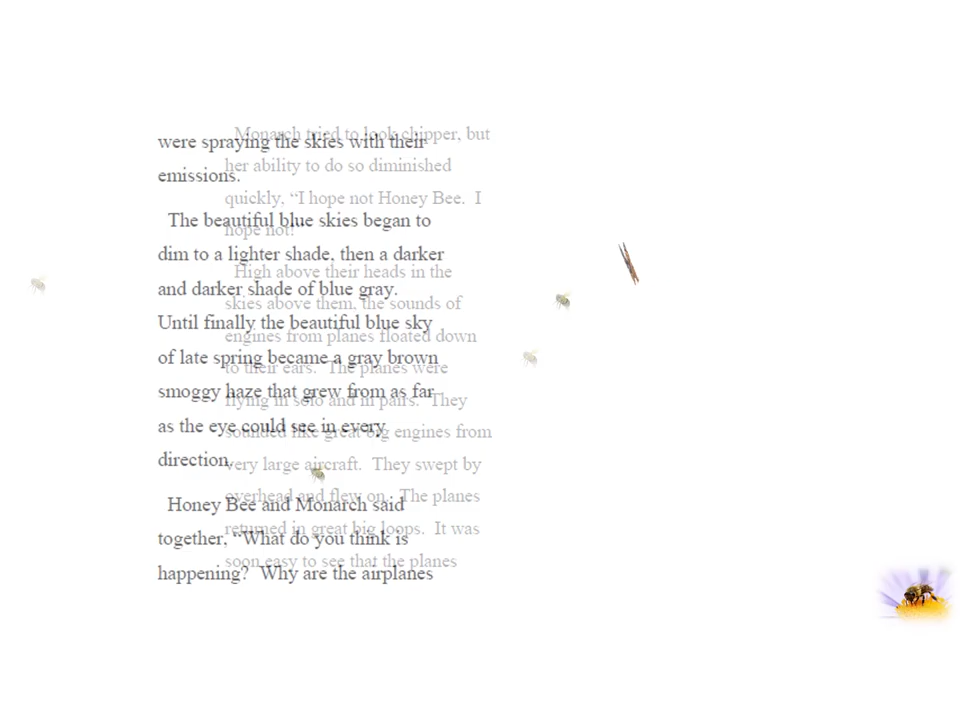 Monarch tried to look chipper, but
her ability to do so diminished
quickly, “I hope not Honey Bee.  I
hope not!”
High above their heads in the
skies above them, the sounds of
engines from planes floated down
to their ears.  The planes were
flying in solo and in pairs.  They
sounded like great big engines from
very large aircraft.  They swept by
overhead and flew on.  The planes
returned in great big loops.  It was
soon easy to see that the planes
were spraying the skies with their
emissions.
The beautiful blue skies began to
dim to a lighter shade, then a darker
and darker shade of blue gray.
Until finally the beautiful blue sky
of late spring became a gray brown
smoggy haze that grew from as far
as the eye could see in every
direction.
Honey Bee and Monarch said
together, “What do you think is
happening?  Why are the airplanes